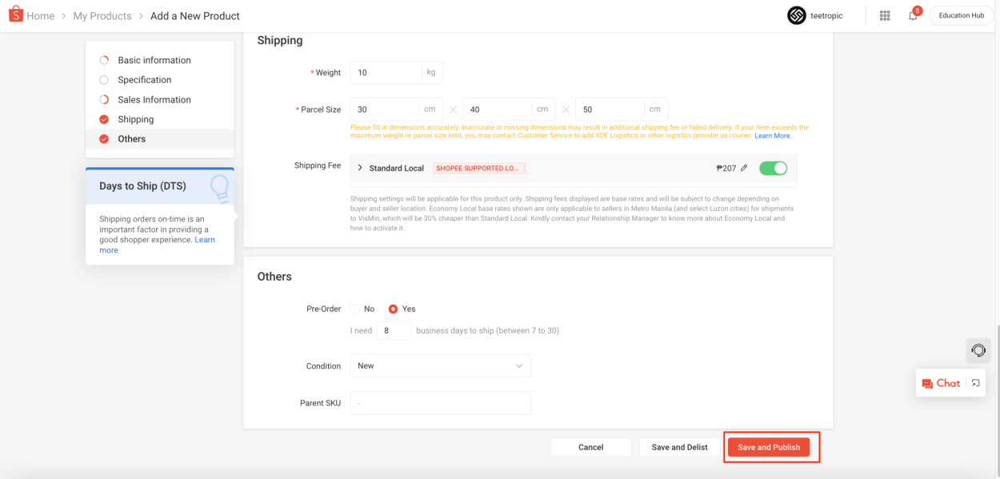 Home > My Products > Add a New Product
teetropic
8
Education Hub
Basic information
Specification
Sales Information
Shipping
Others
Days to Ship (DTS)
Shipping orders on-time is an
important factor in providing a
good shopper experience. Learn
more
Shipping
* Weight 10 kg
* Parcel Size 30 cm 40 cm 50 cm
Please fill in dimensions accurately. Inaccurate or missing dimensions may result in additional shipping fee or failed delivery. If your item exceeds the
maximum weight or parcel size limit, you may contact Customer Service to add XDE Logistics or other logistics provider as courier. Learn More.
Shipping Fee
Standard Local SHOPEE SUPPORTED LO... ₱207
Shipping settings will be applicable for this product only. Shipping fees displayed are base rates and will be subject to change depending on
buyer and seller location. Economy Local base rates shown are only applicable to sellers in Metro Manila (and select Luzon cities) for shipments
to VisMin, which will be 30% cheaper than Standard Local. Kindly contact your Relationship Manager to know more about Economy Local and
how to activate it.
Others
Pre-Order No Yes
I need 8 business days to ship (between 7 to 30)
Condition New
Parent SKU -
Chat
Cancel Save and Delist Save and Publish